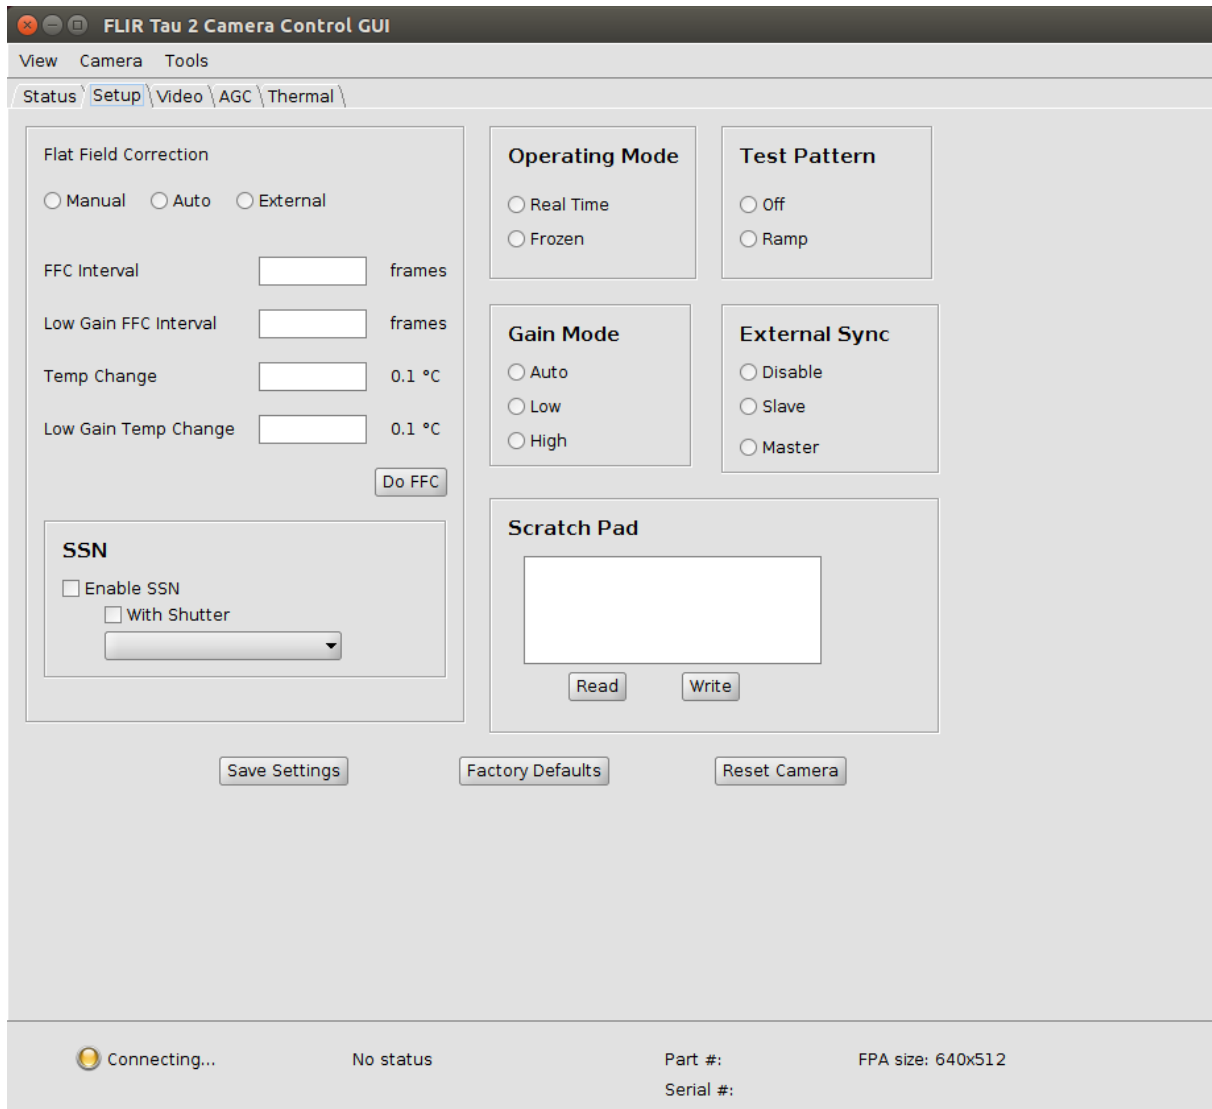 FLIR Tau 2 Camera Control GUI
View Camera Tools
Status Setup Video AGC Thermal
Flat Field Correction
Manual Auto External
FFC Interval frames
Low Gain FFC Interval frames
Temp Change 0.1 °C
Low Gain Temp Change 0.1 °C
Do FFC
SSN
Enable SSN
With Shutter
Operating Mode
Real Time
Frozen
Test Pattern
Off
Ramp
Gain Mode
Auto
Low
High
External Sync
Disable
Slave
Master
Scratch Pad
Read Write
Save Settings Factory Defaults Reset Camera
Connecting... No status Part #: FPA size: 640x512
Serial #: